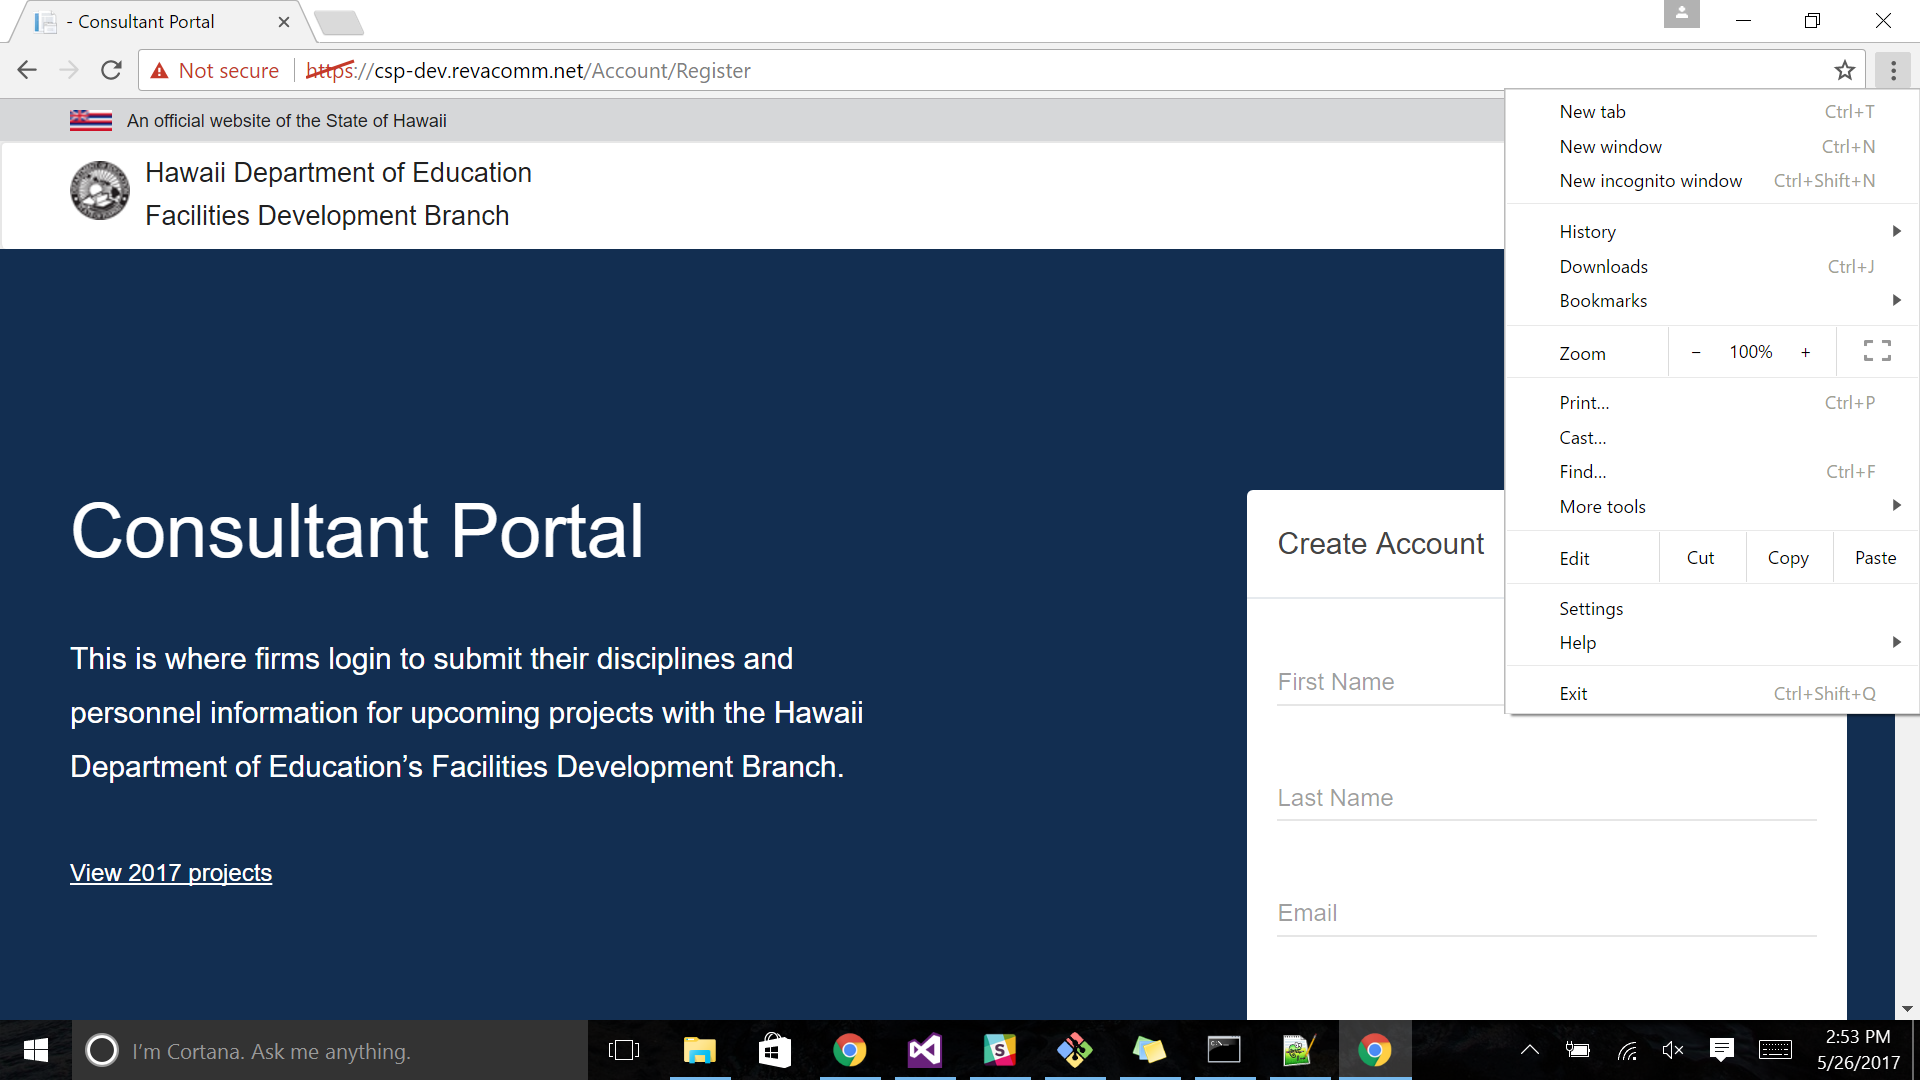 - Consultant Portal
Not secure https://csp-dev.revacomm.net/Account/Register
An official website of the State of Hawaii
Hawaii Department of Education
Facilities Development Branch
Consultant Portal
This is where firms login to submit their disciplines and
personnel information for upcoming projects with the Hawaii
Department of Education’s Facilities Development Branch.
View 2017 projects
Create Account
First Name
Last Name
Email
New tab Ctrl+T
New window Ctrl+N
New incognito window Ctrl+Shift+N
History
Downloads Ctrl+J
Bookmarks
Zoom − 100% +
Print... Ctrl+P
Cast...
Find... Ctrl+F
More tools
Edit Cut Copy Paste
Settings
Help
Exit Ctrl+Shift+Q
I'm Cortana. Ask me anything.
2:53 PM
5/26/2017